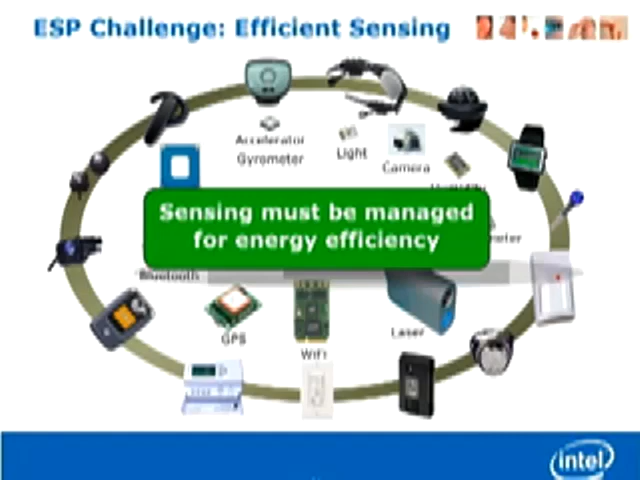 ESP Challenge: Efficient Sensing
Accelerator
Gyrometer
Light
Camera
Sensing must be managed
for energy efficiency
Bluetooth
GPS
WiFi
Laser
intel